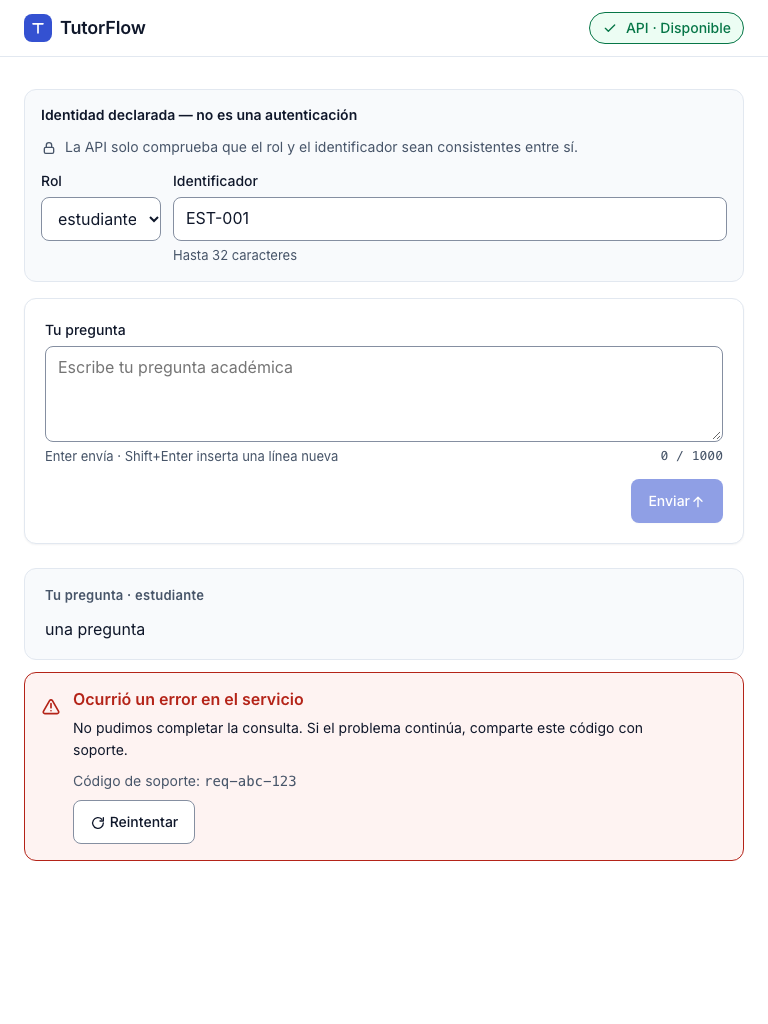 T TutorFlow
API · Disponible
Identidad declarada — no es una autenticación
La API solo comprueba que el rol y el identificador sean consistentes entre sí.
Rol
Identificador
estudiante
EST-001
Hasta 32 caracteres
Tu pregunta
Escribe tu pregunta académica
Enter envía · Shift+Enter inserta una línea nueva
0 / 1000
Enviar↑
Tu pregunta · estudiante
una pregunta
Ocurrió un error en el servicio
No pudimos completar la consulta. Si el problema continúa, comparte este código con
soporte.
Código de soporte: req-abc-123
Reintentar